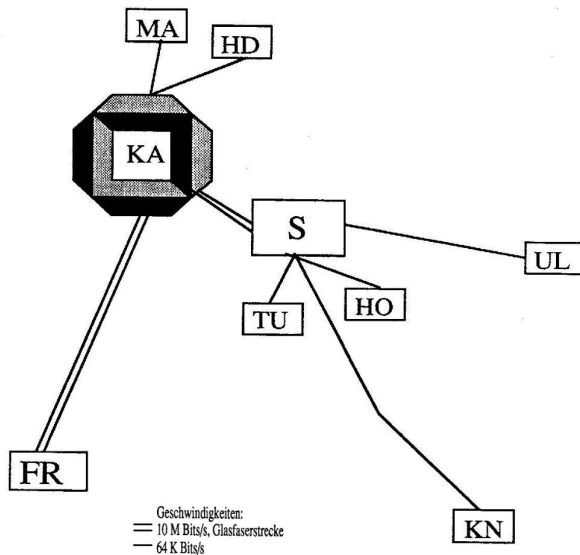 MA
HD
KA
S
UL
TU
HO
FR
KN
Geschwindigkeiten:
10 M Bits/s, Glasfaserstrecke
64 K Bits/s